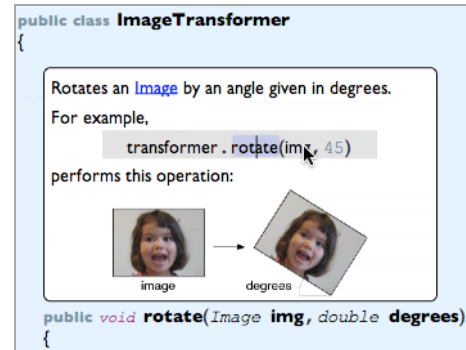 public class ImageTransformer
{
Rotates an Image by an angle given in degrees.
For example,
transformer . rotate(img, 45)
performs this operation:
image degrees
public void rotate(Image img, double degrees)
{